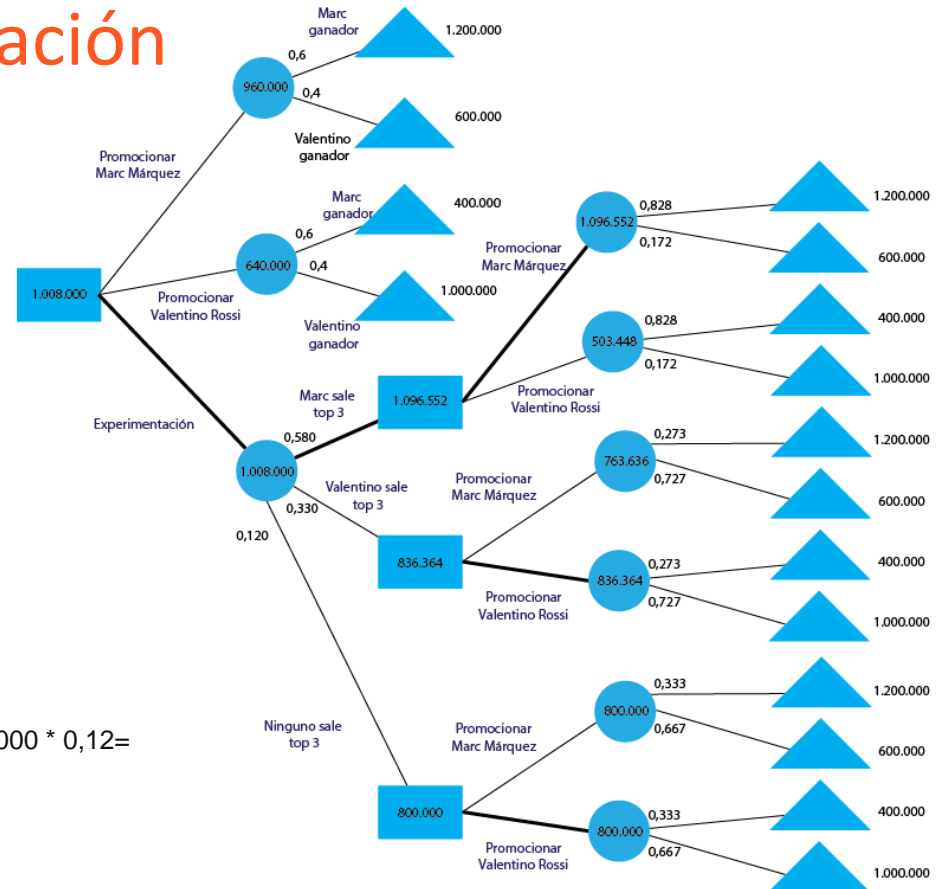 ación
Marc
ganador
1.200.000
0,6
960.000
0,4
600.000
Valentino
ganador
Promocionar
Marc Márquez
Marc
ganador
400.000
0,6
640.000
0,4
1.000.000
Valentino
ganador
1.008.000
Promocionar
Valentino Rossi
Experimentación
1.008.000
0,580
Marc sale
top 3
1.096.552
0,330
Valentino sale
top 3
836.364
0,120
Ninguno sale
top 3
800.000
Promocionar
Marc Márquez
1.096.552
0,828
1.200.000
0,172
600.000
Promocionar
Valentino Rossi
503.448
0,828
400.000
0,172
1.000.000
Promocionar
Marc Márquez
763.636
0,273
1.200.000
0,727
600.000
Promocionar
Valentino Rossi
836.364
0,273
400.000
0,727
1.000.000
Promocionar
Marc Márquez
800.000
0,333
1.200.000
0,667
600.000
Promocionar
Valentino Rossi
800.000
0,333
400.000
0,667
1.000.000
000 * 0,12=